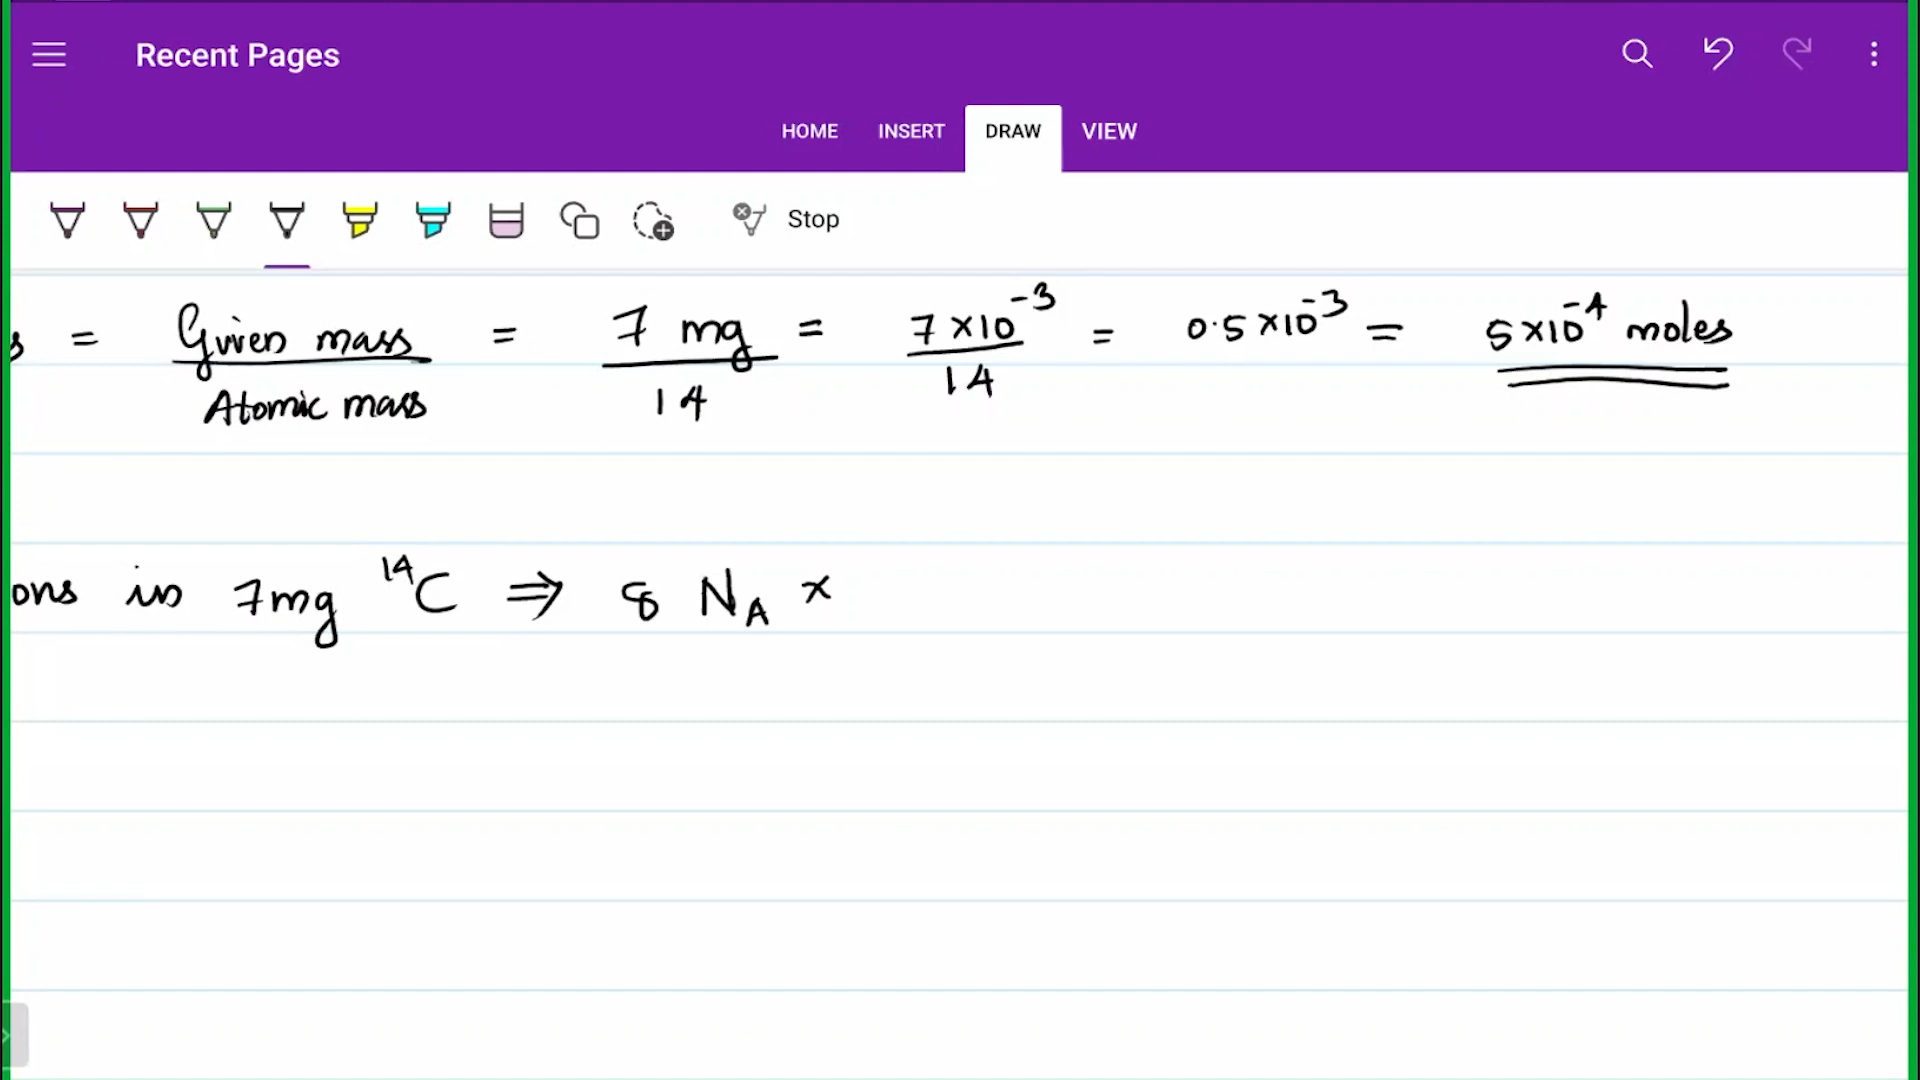 Recent Pages
HOME INSERT DRAW VIEW
Stop
s = Given mass / Atomic mass = 7 mg / 14 = 7 × 10⁻³ / 14 = 0.5 × 10⁻³ = 5 × 10⁻⁴ moles
ons in 7mg ¹⁴C ⇒ 8 N_A ×